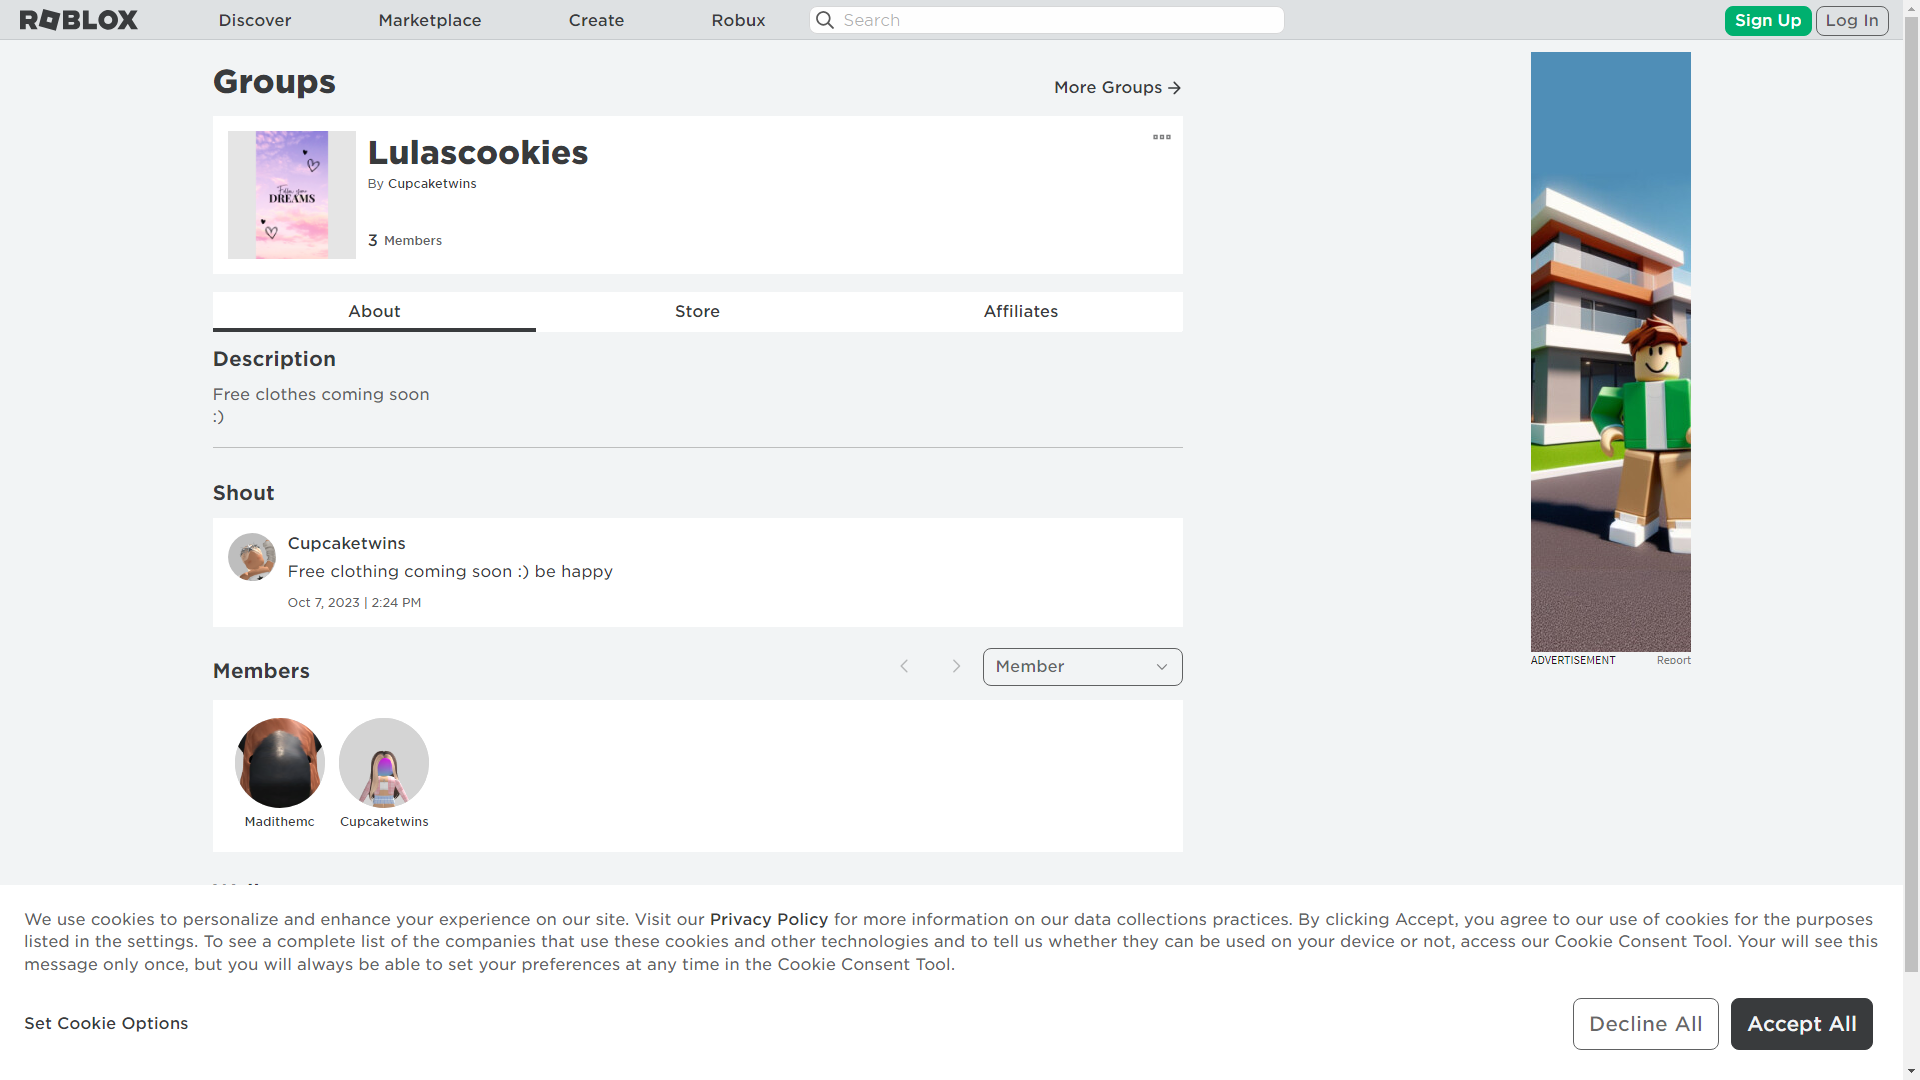 ROBLOX
Discover
Marketplace
Create
Robux
Search
Sign Up
Log In
Groups
More Groups
Follow your
DREAMS
Lulascookies
By Cupcaketwins
3 Members
About
Store
Affiliates
Description
Free clothes coming soon
:)
Shout
Cupcaketwins
Free clothing coming soon :) be happy
Oct 7, 2023 | 2:24 PM
ADVERTISEMENT
Report
Members
Member
Madithemc
Cupcaketwins
We use cookies to personalize and enhance your experience on our site. Visit our Privacy Policy for more information on our data collections practices. By clicking Accept, you agree to our use of cookies for the purposes
listed in the settings. To see a complete list of the companies that use these cookies and other technologies and to tell us whether they can be used on your device or not, access our Cookie Consent Tool. Your will see this
message only once, but you will always be able to set your preferences at any time in the Cookie Consent Tool.
Set Cookie Options
Decline All
Accept All